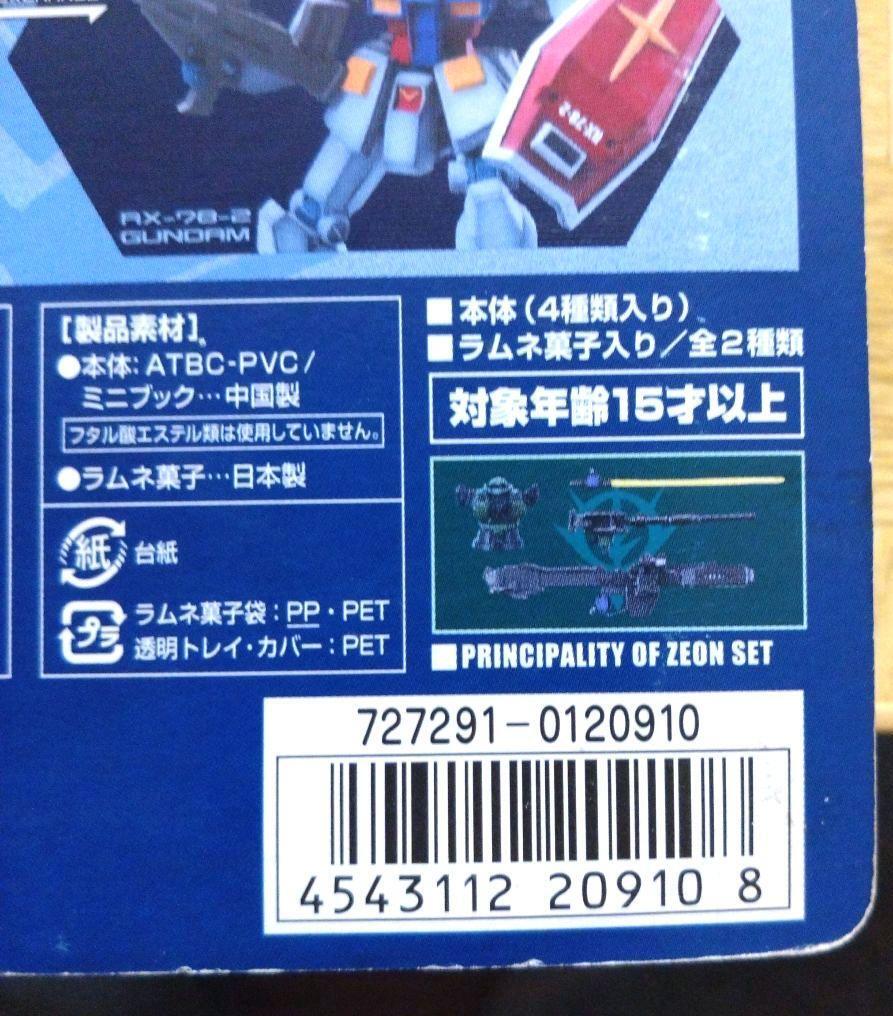 RX-78-2
RX-78-2
GUNDAM
【製品素材】
●本体：ATBC-PVC/
ミニブック…中国製
フタル酸エステル類は使用していません。
●ラムネ菓子…日本製
紙 台紙
プラ ラムネ菓子袋：PP・PET
透明トレイ・カバー：PET
■本体（4種類入り）
■ラムネ菓子入り／全2種類
対象年齢15才以上
■PRINCIPALITY OF ZEON SET
727291-0120910
4543112 20910 8